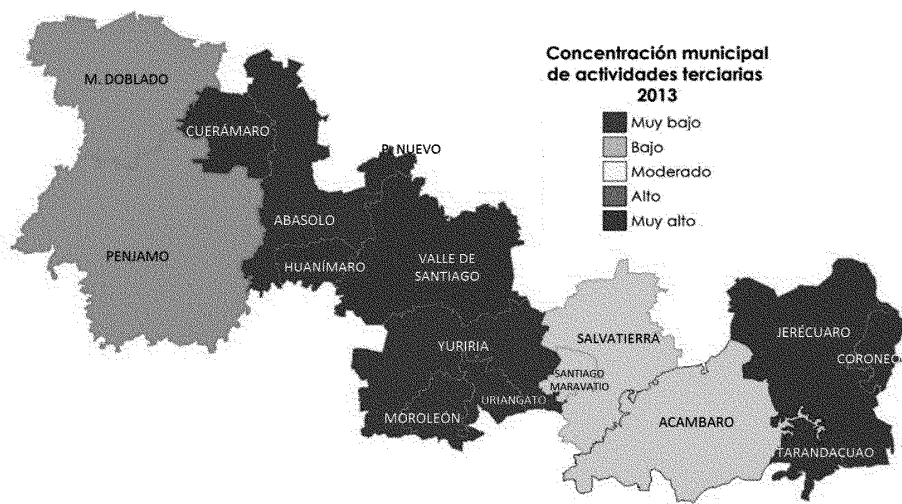 Concentración municipal
de actividades terciarias
2013
Muy bajo
Bajo
Moderado
Alto
Muy alto
M. DOBLADO
CUERÁMARO
P. NUEVO
ABASOLO
PENJAMO
HUANÍMARO
VALLE DE
SANTIAGO
YURIRIA
SALVATIERRA
JERÉCUARO
CORONEO
SANTIAGO
MARAVATIO
URIANGATO
MOROLEÓN
ACAMBARO
TARANDACUAO